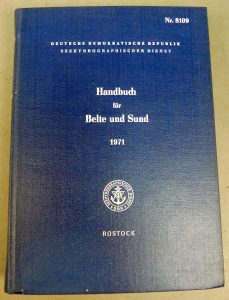 Nr. 8109
DEUTSCHE DEMOKRATISCHE REPUBLIK
SEEHYDROGRAPHISCHER DIENST
Handbuch
für
Belte und Sund
1971
ROSTOCK